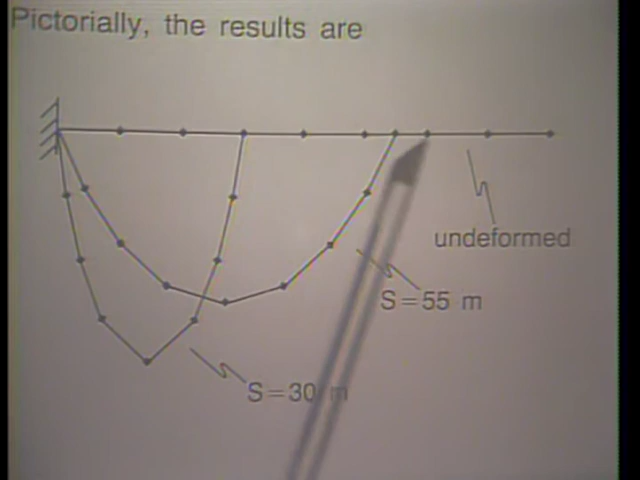 Pictorially, the results are
undeformed
S=55 m
S=30 m